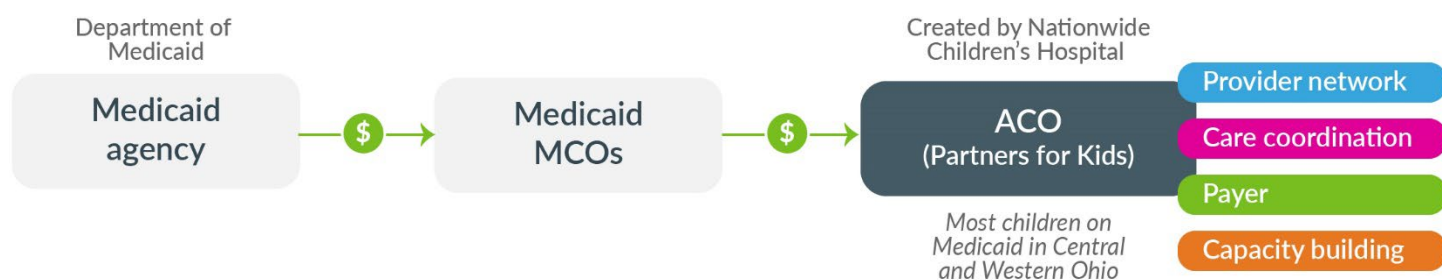 Department of
Medicaid
Medicaid
agency
$
Medicaid
MCOs
$
Created by Nationwide
Children's Hospital
ACO
(Partners for Kids)
Most children on
Medicaid in Central
and Western Ohio
Provider network
Care coordination
Payer
Capacity building